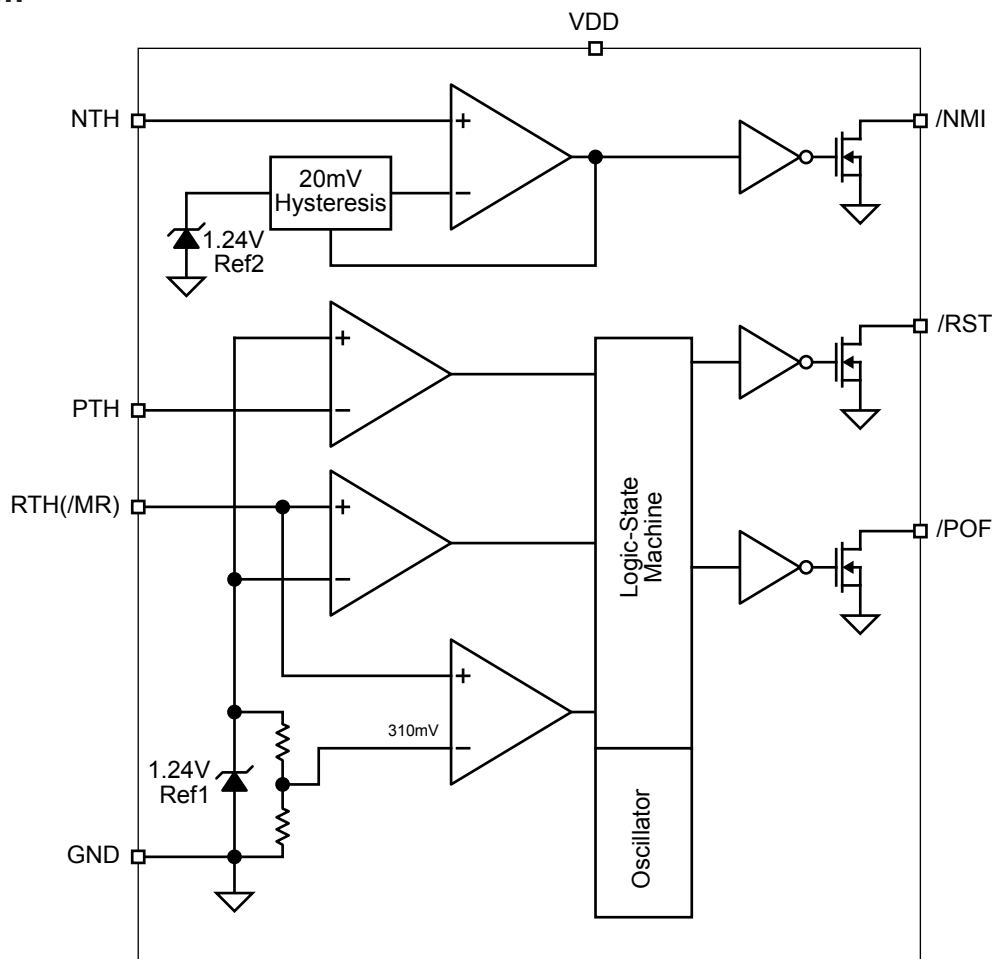 VDD
NTH
+
/NMI
20mV
Hysteresis
−
1.24V
Ref2
+
/RST
PTH
−
RTH(/MR)
+
Logic-State
Machine
/POF
−
+
310mV
−
1.24V
Ref1
Oscillator
GND